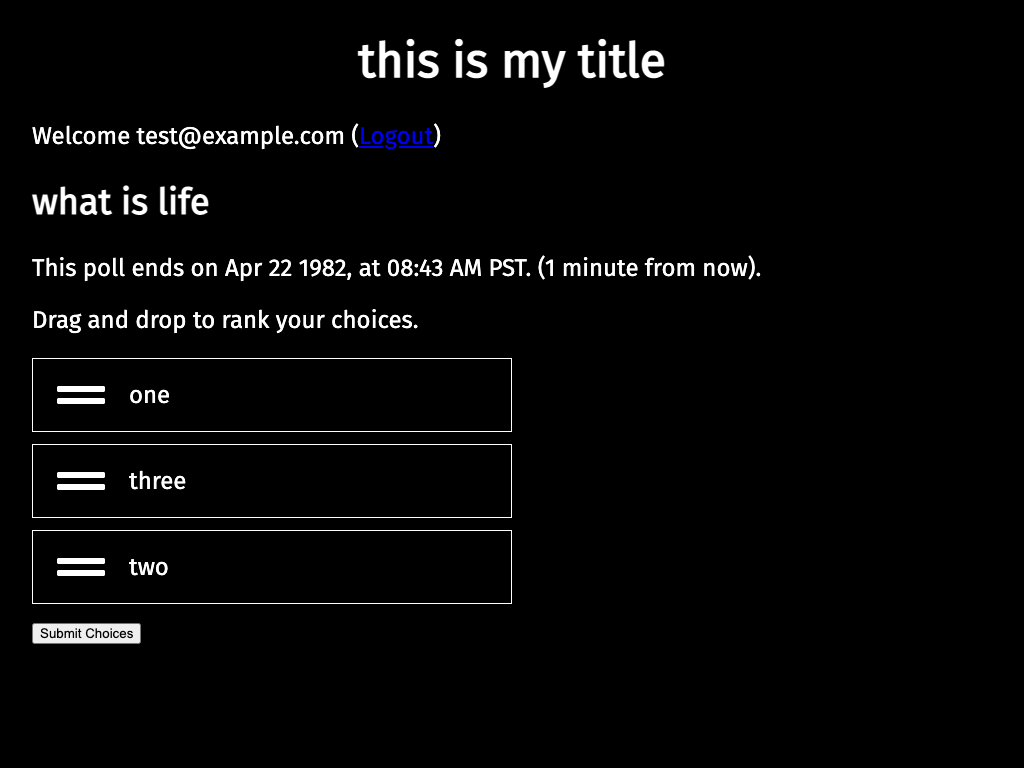 this is my title
Welcome test@example.com (Logout)
what is life
This poll ends on Apr 22 1982, at 08:43 AM PST. (1 minute from now).
Drag and drop to rank your choices.
one
three
two
Submit Choices